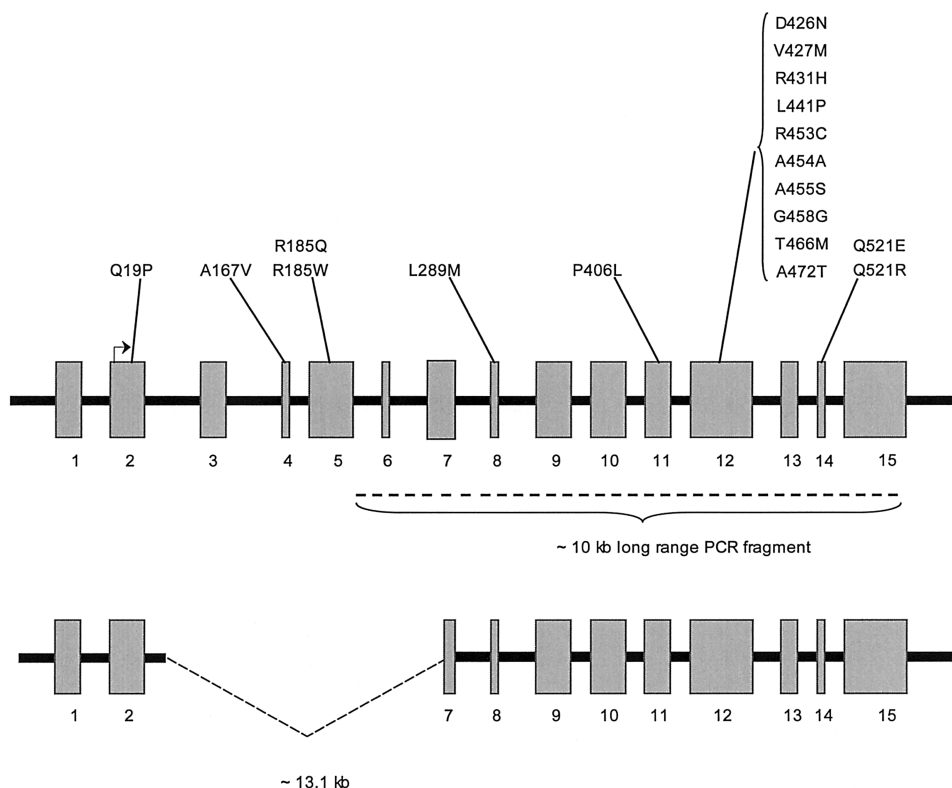 D426N
V427M
R431H
L441P
R453C
A454A
A455S
G458G
T466M
A472T
R185Q
Q521E
Q19P
A167V
R185W
L289M
P406L
Q521R
1 2 3 4 5 6 7 8 9 10 11 12 13 14 15
~ 10 kb long range PCR fragment
1 2 7 8 9 10 11 12 13 14 15
~ 13.1 kb